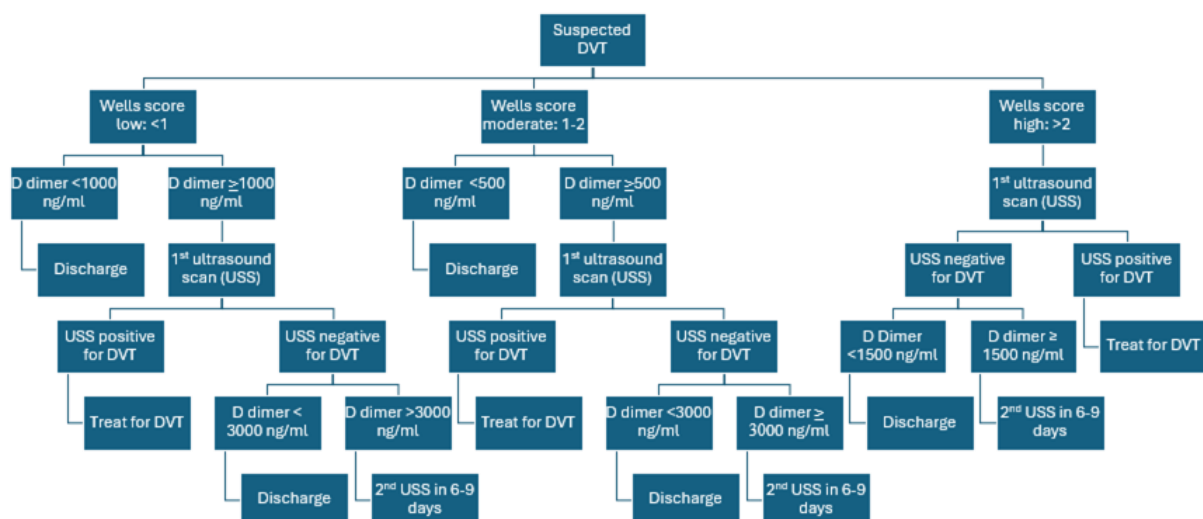 Suspected
DVT
Wells score
low: <1
Wells score
moderate: 1-2
Wells score
high: >2
D dimer <1000
ng/ml
D dimer ≥1000
ng/ml
D dimer <500
ng/ml
D dimer ≥500
ng/ml
1st ultrasound
scan (USS)
Discharge
1st ultrasound
scan (USS)
Discharge
1st ultrasound
scan (USS)
USS negative
for DVT
USS positive
for DVT
USS positive
for DVT
USS negative
for DVT
USS positive
for DVT
USS negative
for DVT
D Dimer
<1500 ng/ml
D dimer ≥
1500 ng/ml
Treat for DVT
Treat for DVT
D dimer <
3000 ng/ml
D dimer >3000
ng/ml
Treat for DVT
D dimer <3000
ng/ml
D dimer ≥
3000 ng/ml
Discharge
2nd USS in 6-9
days
Discharge
2nd USS in 6-9
days
Discharge
2nd USS in 6-9
days